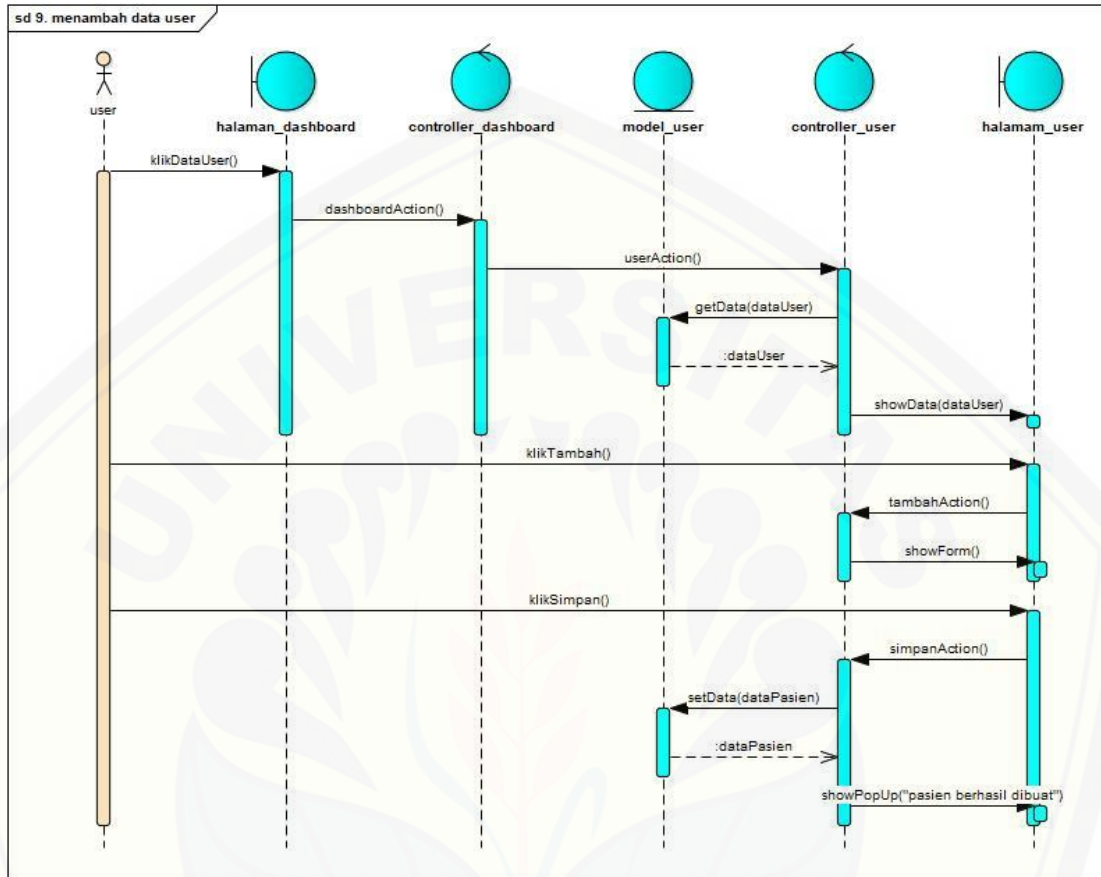 sd 9. menambah data user
user
halaman_dashboard
controller_dashboard
model_user
controller_user
halamam_user
klikDataUser()
dashboardAction()
userAction()
getData(dataUser)
:dataUser
showData(dataUser)
klikTambah()
tambahAction()
showForm()
klikSimpan()
simpanAction()
setData(dataPasien)
:dataPasien
showPopUp("pasien berhasil dibuat")
UNIVERSITAS